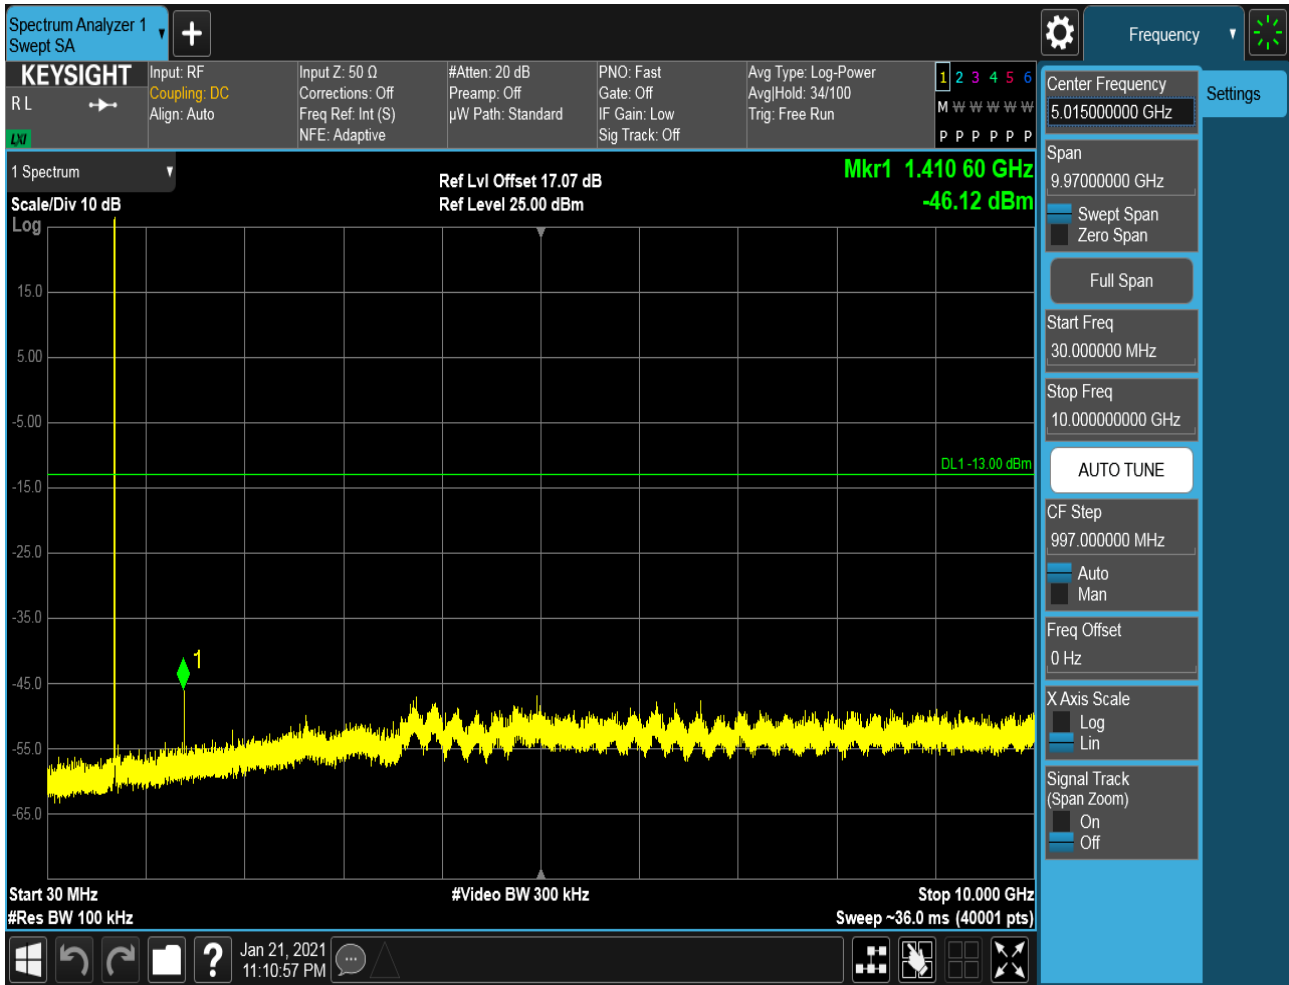 Spectrum Analyzer 1
Swept SA
Frequency
KEYSIGHT
R L
LXI
Input: RF
Coupling: DC
Align: Auto
Input Z: 50 Ω
Corrections: Off
Freq Ref: Int (S)
NFE: Adaptive
#Atten: 20 dB
Preamp: Off
µW Path: Standard
PNO: Fast
Gate: Off
IF Gain: Low
Sig Track: Off
Avg Type: Log-Power
Avg|Hold: 34/100
Trig: Free Run
1 2 3 4 5 6
M W W W W W
P P P P P P
1 Spectrum
Scale/Div 10 dB
Log
Ref Lvl Offset 17.07 dB
Ref Level 25.00 dBm
Mkr1 1.410 60 GHz
-46.12 dBm
15.0
5.00
-5.00
-15.0
-25.0
-35.0
-45.0
-55.0
-65.0
DL1 -13.00 dBm
1
Start 30 MHz
#Res BW 100 kHz
#Video BW 300 kHz
Stop 10.000 GHz
Sweep ~36.0 ms (40001 pts)
Center Frequency
5.015000000 GHz
Settings
Span
9.97000000 GHz
Swept Span
Zero Span
Full Span
Start Freq
30.000000 MHz
Stop Freq
10.000000000 GHz
AUTO TUNE
CF Step
997.000000 MHz
Auto
Man
Freq Offset
0 Hz
X Axis Scale
Log
Lin
Signal Track
(Span Zoom)
On
Off
?
Jan 21, 2021
11:10:57 PM